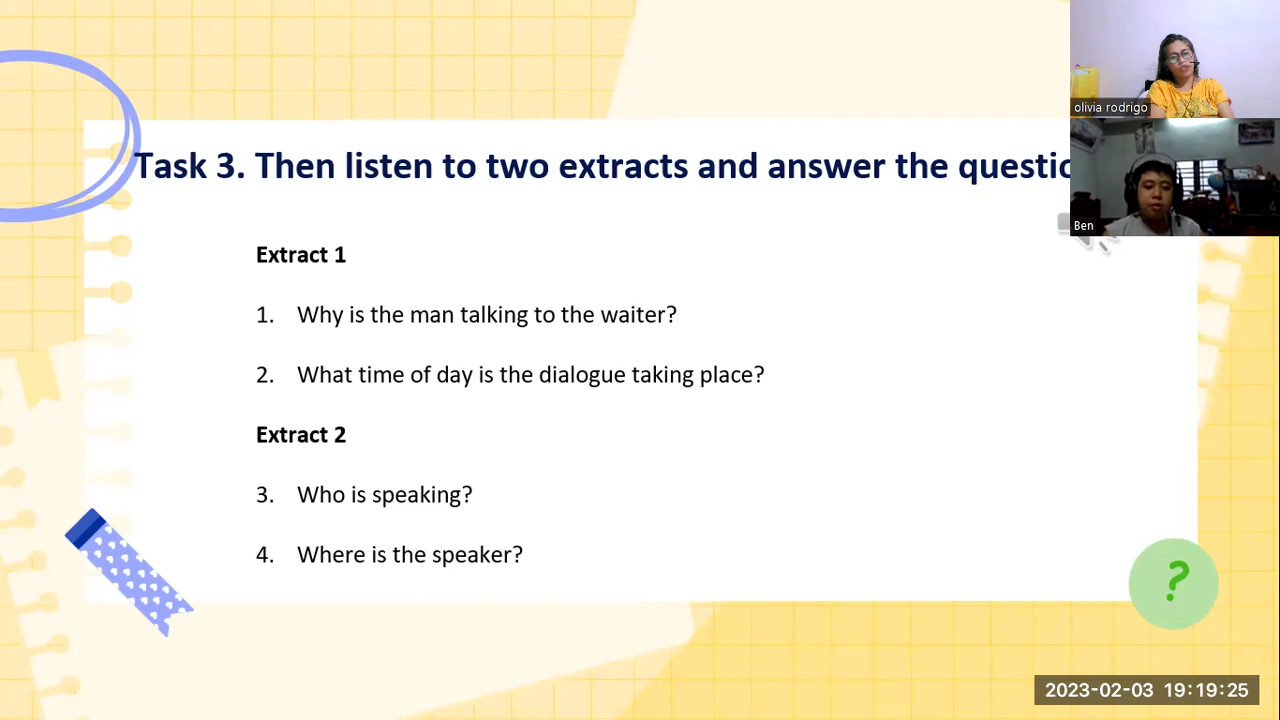 olivia rodrigo
Task 3. Then listen to two extracts and answer the questio
Ben
Extract 1
1. Why is the man talking to the waiter?
2. What time of day is the dialogue taking place?
Extract 2
3. Who is speaking?
4. Where is the speaker?
?
2023-02-03 19:19:25